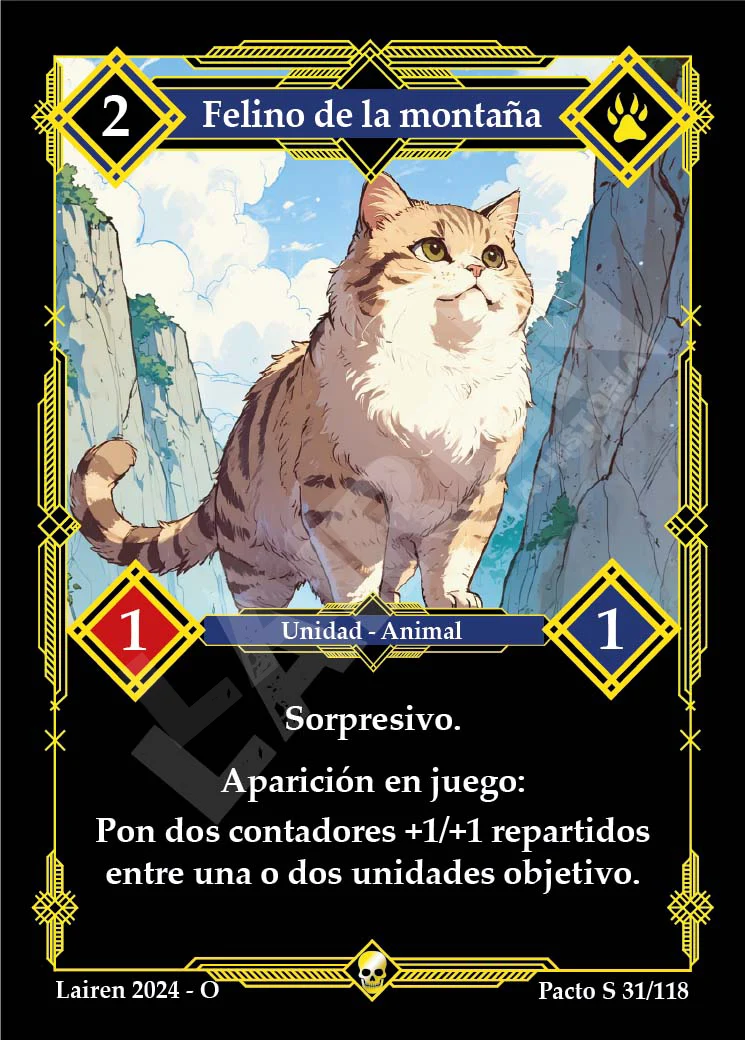 2
Felino de la montaña
1
Unidad - Animal
1
Sorpresivo.
Aparición en juego:
Pon dos contadores +1/+1 repartidos
entre una o dos unidades objetivo.
Lairen 2024 - O
Pacto S 31/118